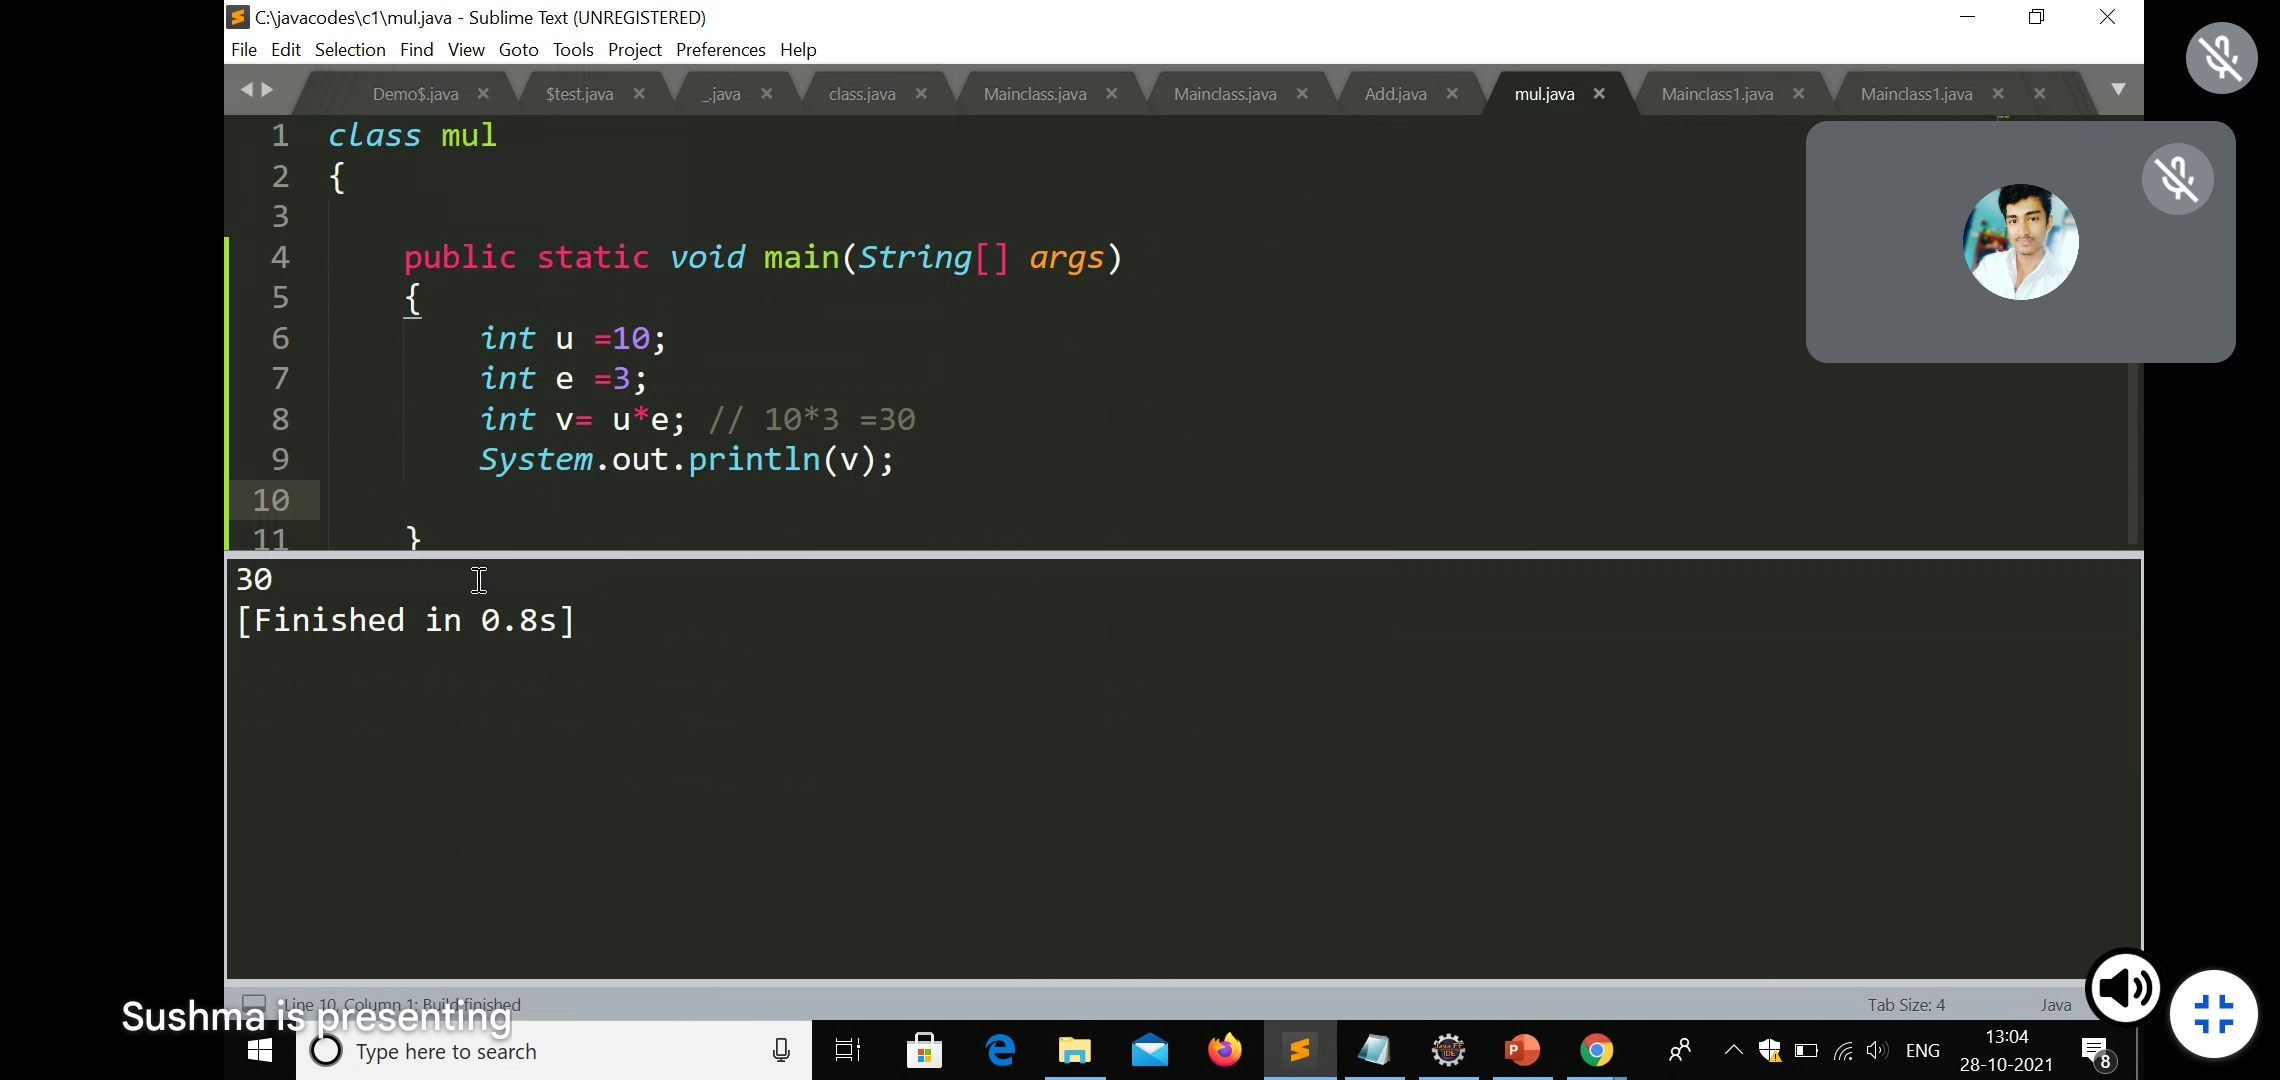 C:\javacodes\c1\mul.java - Sublime Text (UNREGISTERED)
File Edit Selection Find View Goto Tools Project Preferences Help
Demo$.java $test.java _.java class.java Mainclass.java Mainclass.java Add.java mul.java Mainclass1.java Mainclass1.java
1 class mul
2 {
3
4 public static void main(String[] args)
5 {
6 int u =10;
7 int e =3;
8 int v= u*e; // 10*3 =30
9 System.out.println(v);
10
11 }
30
[Finished in 0.8s]
Line 10, Column 1; Build finished Tab Size: 4 Java
Sushma is presenting
Type here to search
ENG
13:04
28-10-2021
8